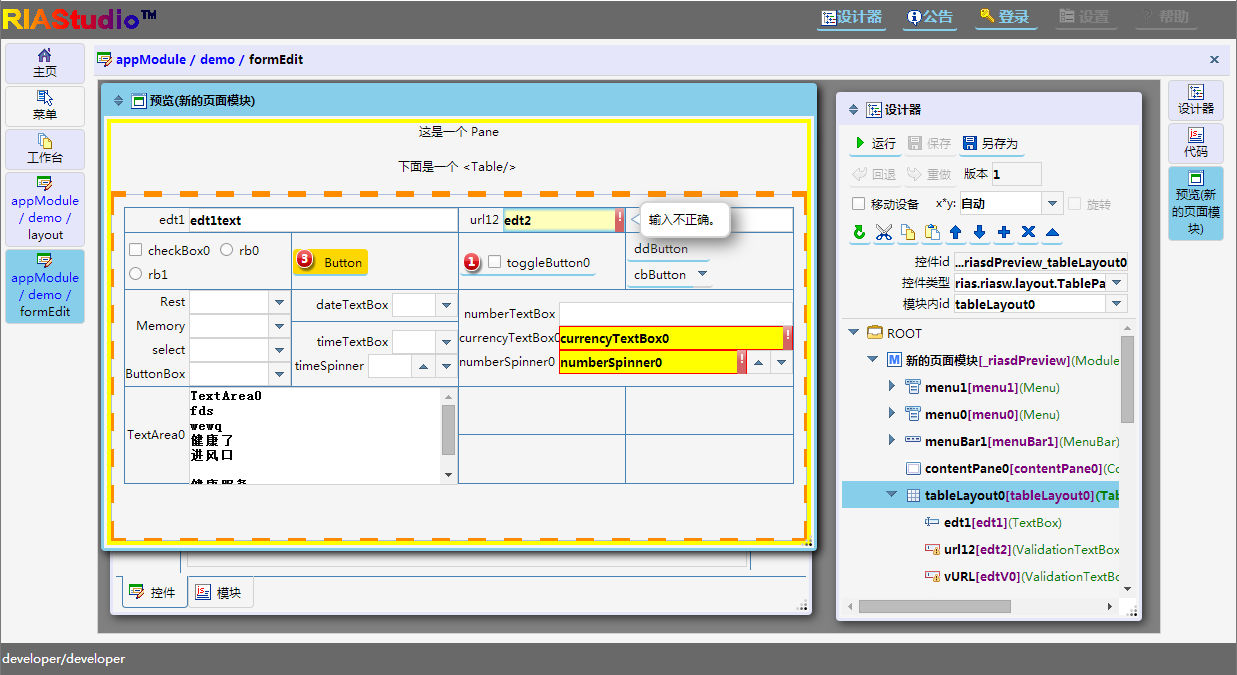 RIAStudio™
设计器 公告 登录 设置 帮助
主页
菜单
工作台
appModule
/ demo /
layout
appModule
/ demo /
formEdit
appModule / demo / formEdit
×
预览(新的页面模块)
这是一个 Pane
下面是一个 <Table/>
edt1 edt1text url12 edt2 ! 输入不正确。
checkBox0 rb0
rb1
3 Button
1 toggleButton0
ddButton
cbButton
Rest
Memory
select
ButtonBox
dateTextBox
timeTextBox
timeSpinner
numberTextBox
currencyTextBox0 currencyTextBox0 !
numberSpinner0 numberSpinner0 !
TextArea0
TextArea0
fds
wewq
健康了
进风口
健康服务
控件 模块
设计器
运行 保存 另存为
回退 重做 版本 1
移动设备 x*y: 自动 旋转
控件id ...riasdPreview_tableLayout0
控件类型 rias.riasw.layout.TablePa
模块内id tableLayout0
ROOT
M 新的页面模块[_riasdPreview](Module
menu1[menu1](Menu)
menu0[menu0](Menu)
menuBar1[menuBar1](MenuBar)
contentPane0[contentPane0](Co
tableLayout0[tableLayout0](Tab
edt1[edt1](TextBox)
url12[edt2](ValidationTextBox
vURL[edtV0](ValidationTextBo
设计器
代码
预览(新
的页面模
块)
developer/developer